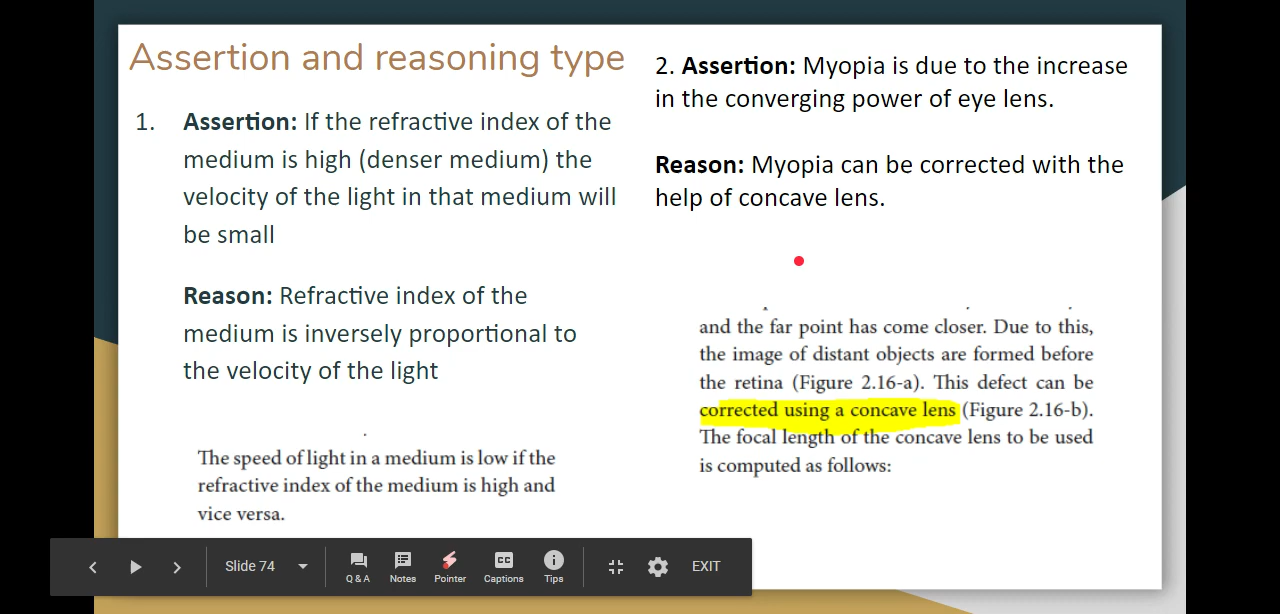 Assertion and reasoning type
1. Assertion: If the refractive index of the
medium is high (denser medium) the
velocity of the light in that medium will
be small
Reason: Refractive index of the
medium is inversely proportional to
the velocity of the light
The speed of light in a medium is low if the
refractive index of the medium is high and
vice versa.
2. Assertion: Myopia is due to the increase
in the converging power of eye lens.
Reason: Myopia can be corrected with the
help of concave lens.
and the far point has come closer. Due to this,
the image of distant objects are formed before
the retina (Figure 2.16-a). This defect can be
corrected using a concave lens (Figure 2.16-b).
The focal length of the concave lens to be used
is computed as follows:
Slide 74
Q & A
Notes
Pointer
CC
Captions
Tips
EXIT